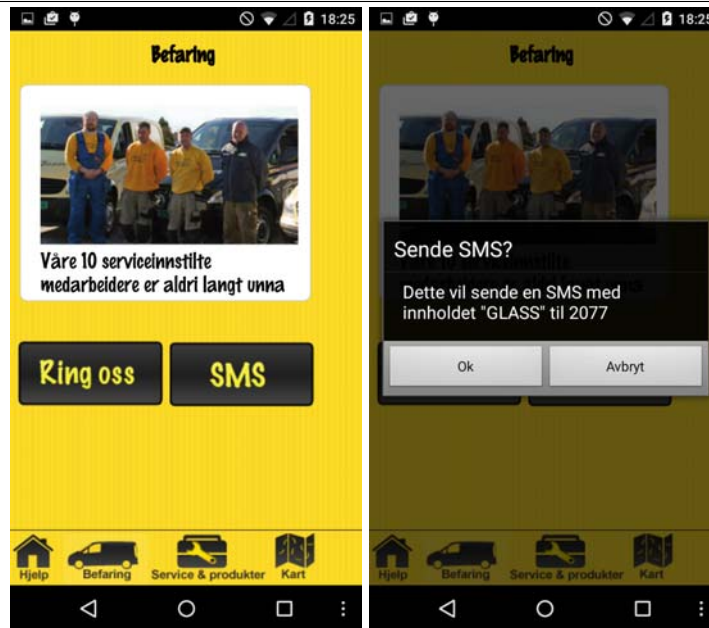 18:25
Befaring
Våre 10 serviceinnstilte
medarbeidere er aldri langt unna
Ring oss
SMS
Hjelp
Befaring
Service & produkter
Kart
18:25
Befaring
Sende SMS?
Dette vil sende en SMS med
innholdet "GLASS" til 2077
Ok
Avbryt
Hjelp
Befaring
Service & produkter
Kart